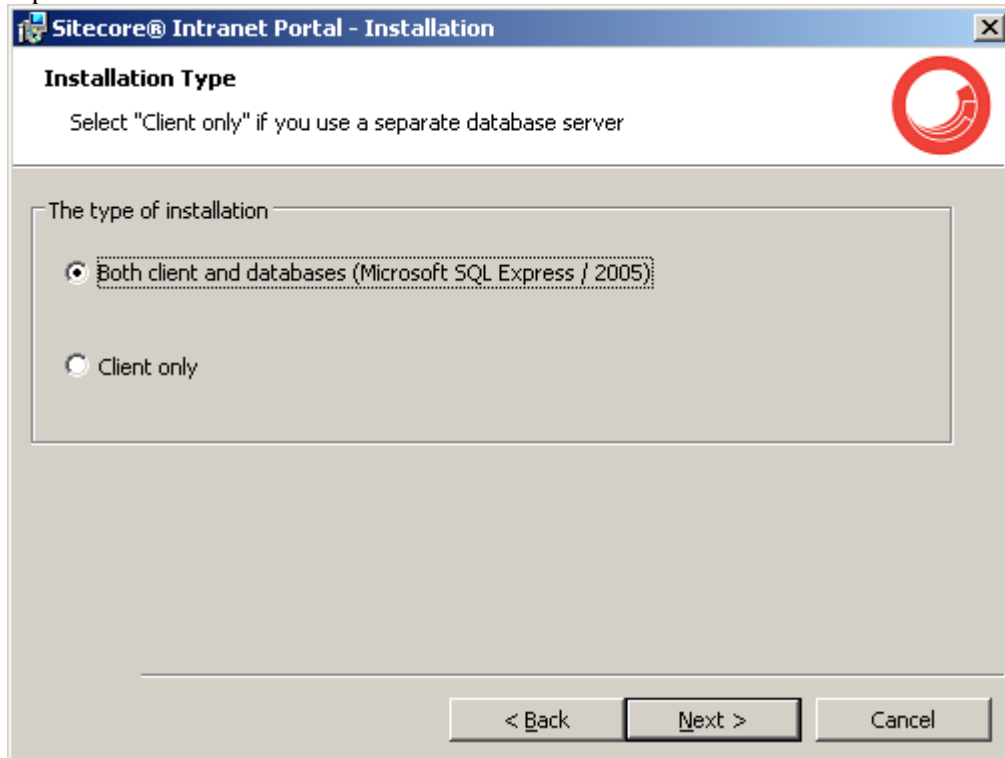 Sitecore® Intranet Portal - Installation
Installation Type
Select "Client only" if you use a separate database server
The type of installation
Both client and databases (Microsoft SQL Express / 2005)
Client only
< Back Next > Cancel